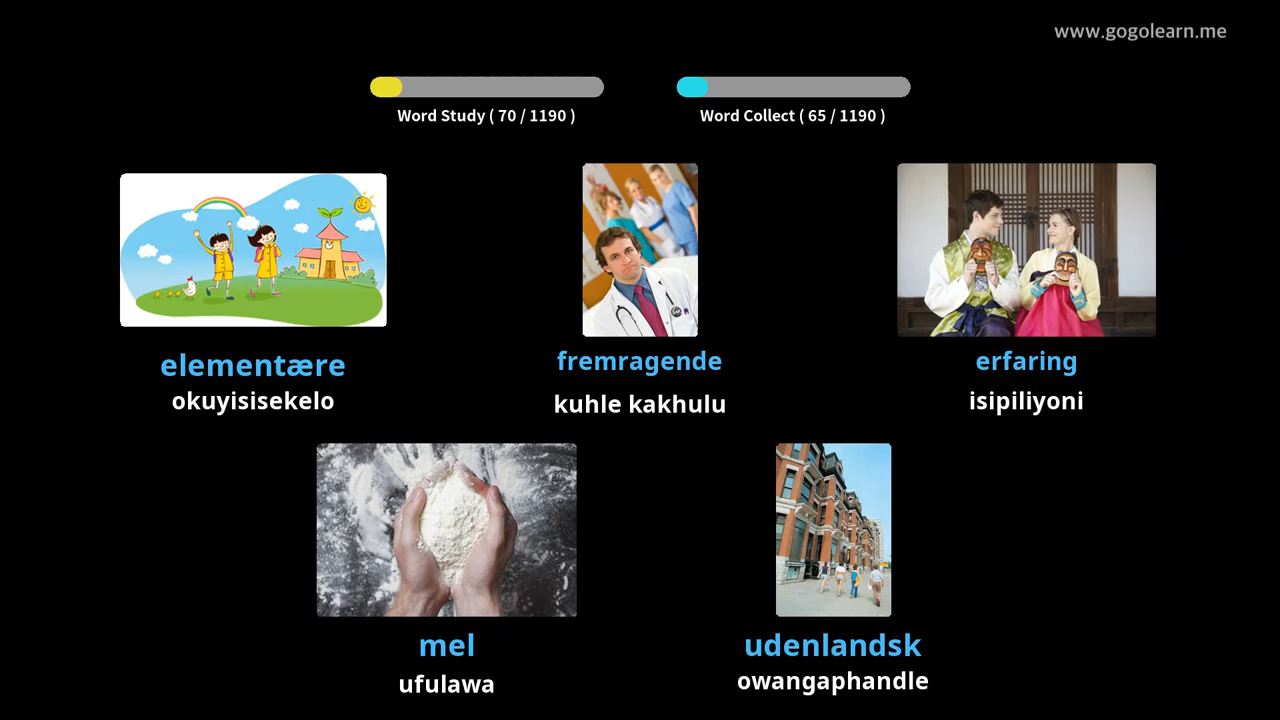 www.gogolearn.me
Word Study ( 70 / 1190 )
Word Collect ( 65 / 1190 )
elementære
okuyisisekelo
fremragende
kuhle kakhulu
erfaring
isipiliyoni
mel
ufulawa
udenlandsk
owangaphandle